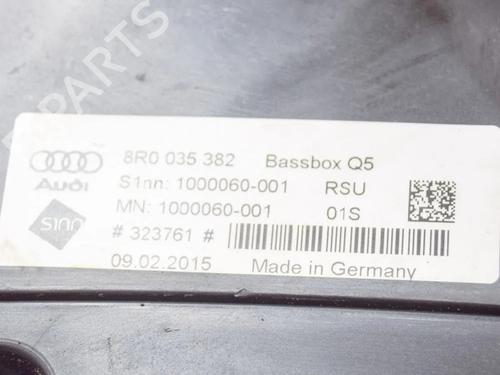 PARTS
8R0 035 382 Bassbox Q5
Audi
S1nn: 1000060-001 RSU
S1NN
MN: 1000060-001 01S
# 323761 #
09.02.2015 Made in Germany